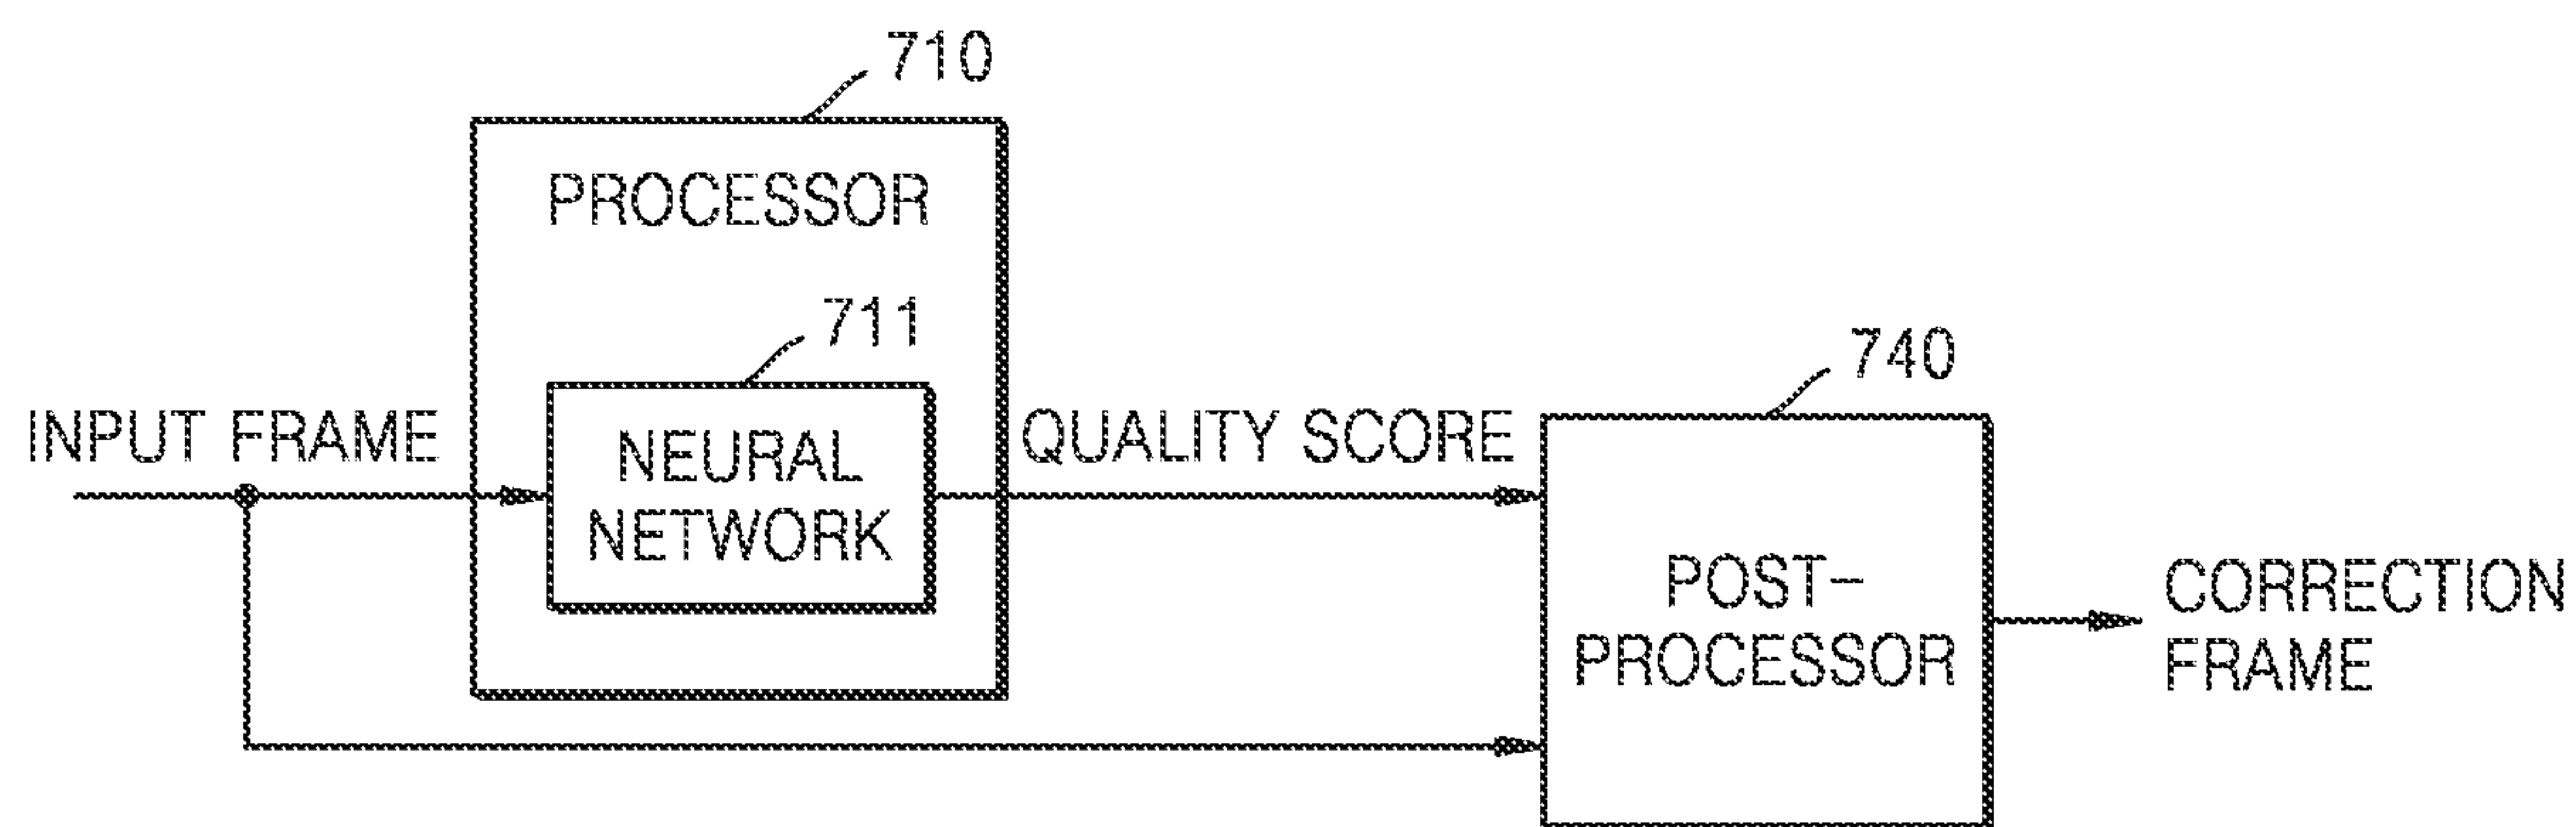 710
PROCESSOR
711
740
INPUT FRAME
NEURAL
NETWORK
QUALITY SCORE
POST-
PROCESSOR
CORRECTION
FRAME